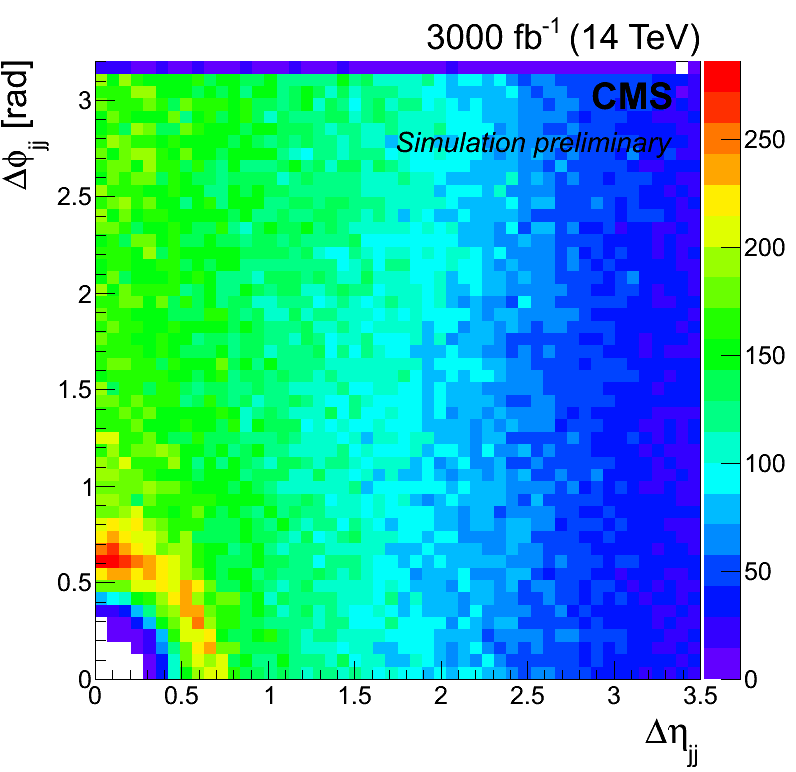 3000 fb-1 (14 TeV)
CMS
Simulation preliminary
Δϕjj [rad]
3
2.5
2
1.5
1
0.5
0
0 0.5 1 1.5 2 2.5 3 3.5
Δηjj
250
200
150
100
50
0